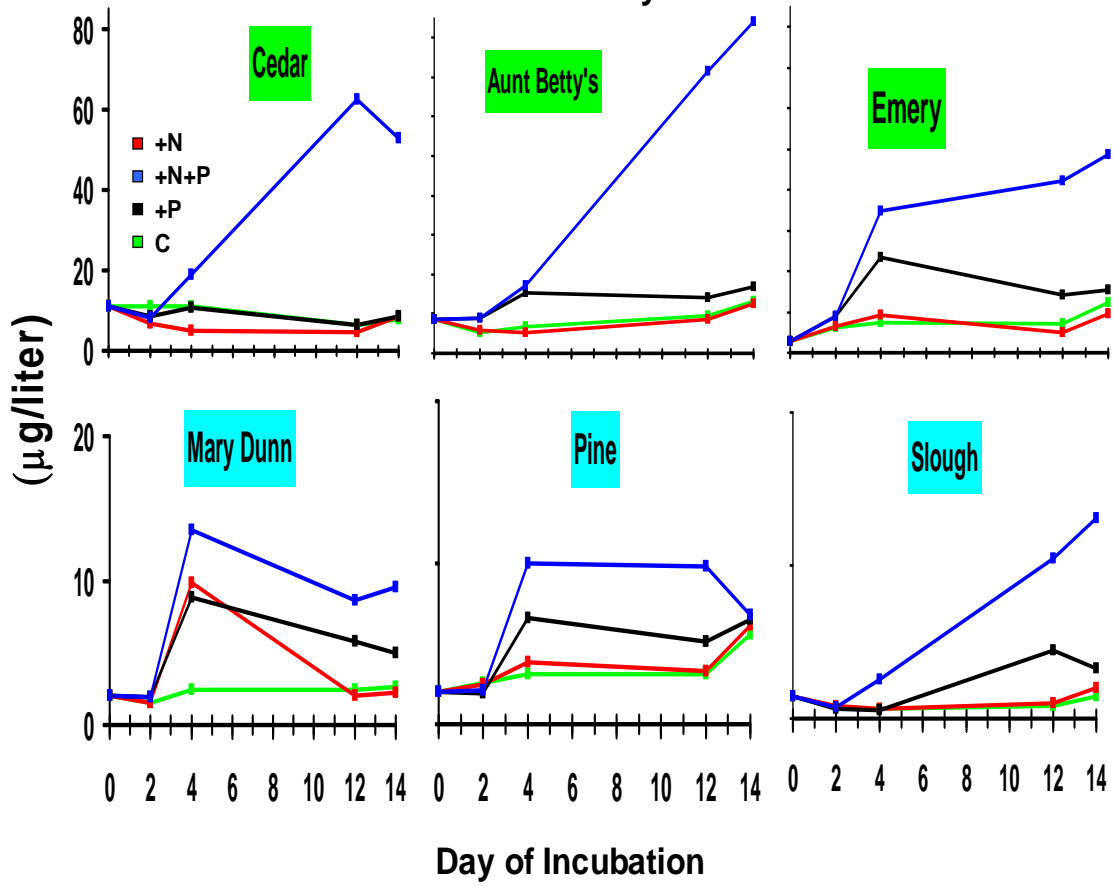 80
60
40
20
0
Cedar
+N
+N+P
+P
C
Aunt Betty's
Emery
(μg/liter)
20
10
0
Mary Dunn
Pine
Slough
0 2 4 6 8 10 12 14
0 2 4 6 8 10 12 14
0 2 4 6 8 10 12 14
Day of Incubation